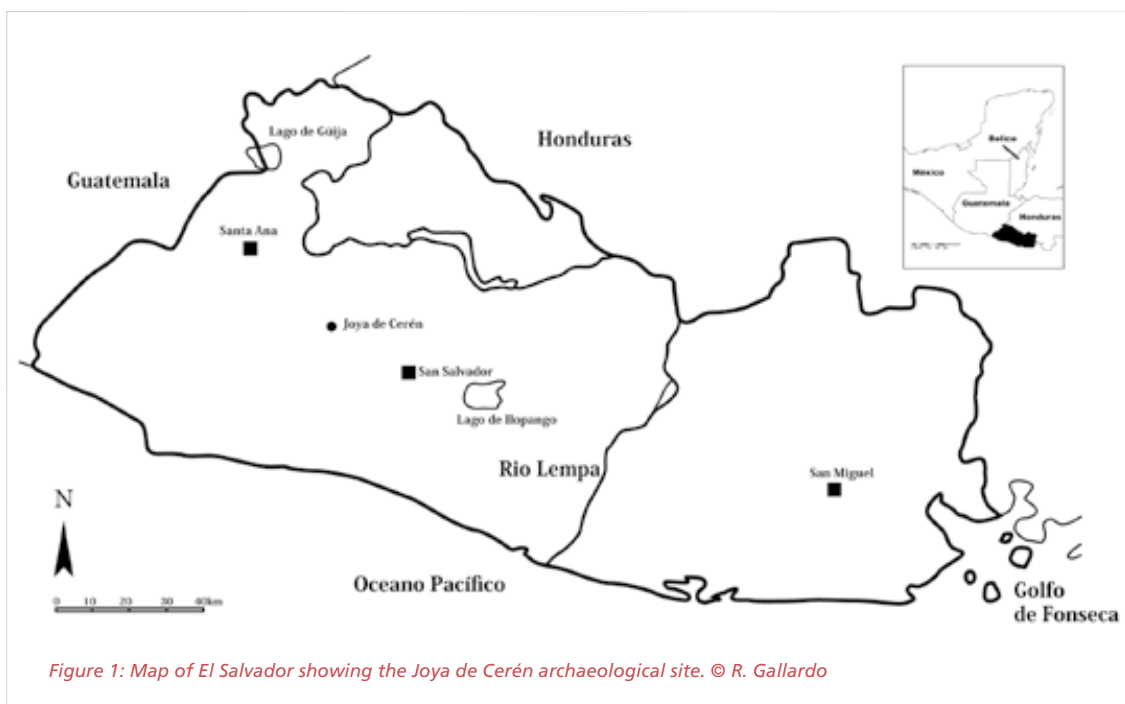 Lago de Güija
Honduras
Guatemala
Santa Ana
Joya de Cerén
San Salvador
Lago de Ilopango
Rio Lempa
San Miguel
N
0 10 20 30 40km
Oceano Pacífico
Golfo
de Fonseca
Belice
México
Guatemala
Honduras
Figure 1: Map of El Salvador showing the Joya de Cerén archaeological site. © R. Gallardo